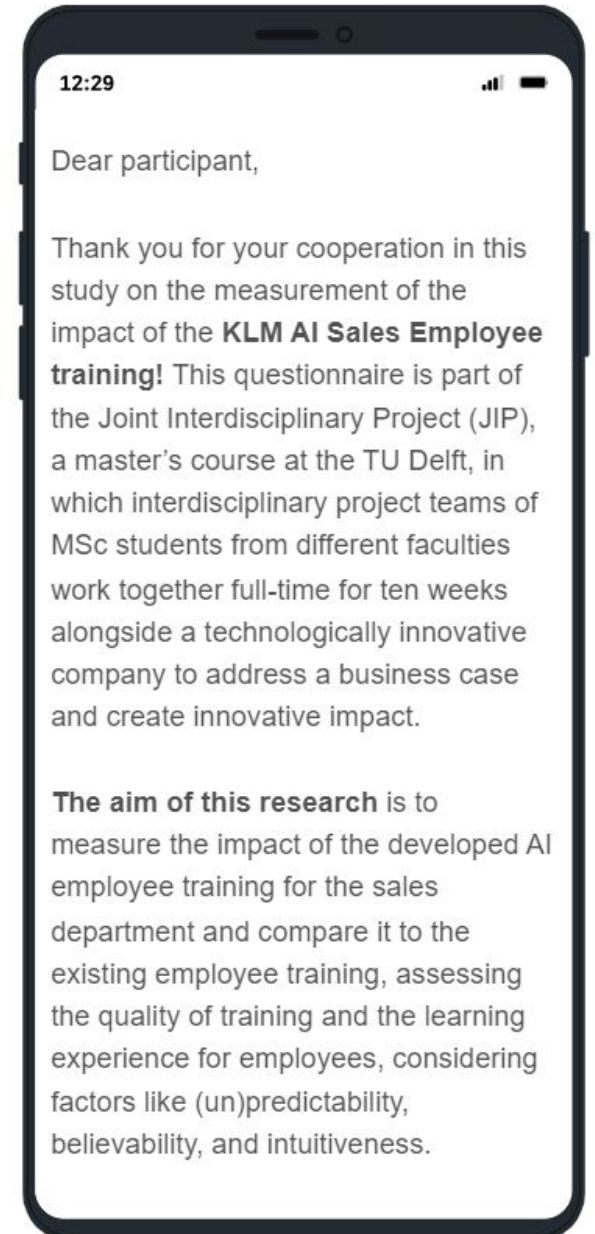 12:29
Dear participant,
Thank you for your cooperation in this
study on the measurement of the
impact of the KLM AI Sales Employee
training! This questionnaire is part of
the Joint Interdisciplinary Project (JIP),
a master’s course at the TU Delft, in
which interdisciplinary project teams of
MSc students from different faculties
work together full-time for ten weeks
alongside a technologically innovative
company to address a business case
and create innovative impact.
The aim of this research is to
measure the impact of the developed AI
employee training for the sales
department and compare it to the
existing employee training, assessing
the quality of training and the learning
experience for employees, considering
factors like (un)predictability,
believability, and intuitiveness.